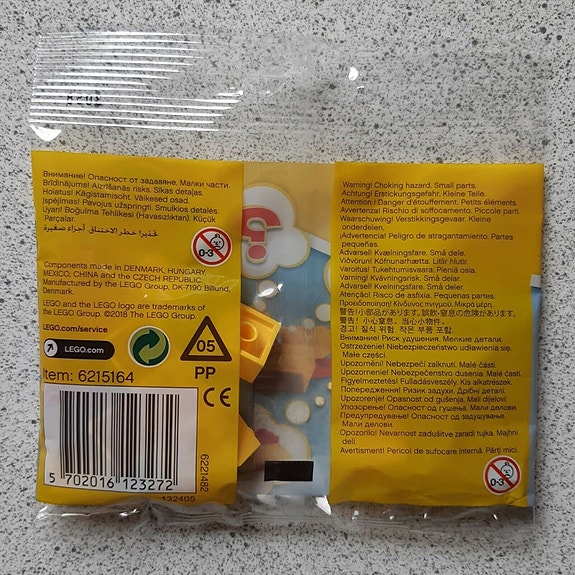 Внимание! Опасност от задавяне. Малки части.
Brīdinājums! Aizrīšanās risks. Sīkas detaļas.
Hoiatus! Kägistamisoht. Väikesed osad.
Įspėjimas! Pavojus užspringti. Smulkios detalės.
Uyarı! Boğulma Tehlikesi (Havasızlıktan). Küçük
Parçalar.
تحذير! خطر الاختناق أجزاء صغيرة
0-3
Components made in DENMARK, HUNGARY,
MEXICO, CHINA and the CZECH REPUBLIC.
Manufactured by the LEGO Group, DK-7190 Billund,
Denmark.
LEGO and the LEGO logo are trademarks of
the LEGO Group. ©2018 The LEGO Group.
LEGO.com/service
LEGO.com
05
PP
Item: 6215164
CE
5 702016 123272
6221482
132405
Warning! Choking hazard. Small parts.
Achtung! Erstickungsgefahr. Kleine Teile.
Attention ! Danger d'étouffement. Petits éléments.
Avvertenza! Rischio di soffocamento. Piccole parti.
Waarschuwing! Verstikkingsgevaar. Kleine
onderdelen.
¡Advertencia! Peligro de atragantamiento. Partes
pequeñas.
Advarsel! Kvælningsfare. Små dele.
Viðvörun! Köfnunarhætta. Litlir hlutir.
Varoitus! Tukehtumisvaara. Pieniä osia.
Varning! Kvävningsrisk. Små delar.
Advarsel! Kvelningsfare. Små deler.
Atenção! Risco de asfixia. Pequenas partes.
Προειδοποίηση! Κίνδυνος πνιγμού. Μικρά μέρη.
警告！小部品があります。誤飲／窒息の危険があります。
警告！小心窒息。当心小物件。
경고! 질식 위험. 작은 부품 포함.
Внимание! Риск удушения. Мелкие детали.
Ostrzeżenie! Niebezpieczeństwo udławienia się.
Małe części.
Upozornění! Nebezpečí zalknutí. Malé části.
Upozornenie! Nebezpečenstvo dusenia. Malé časti.
Figyelmeztetés! Fulladásveszély. Kis alkatrészek.
Попередження! Ризик задухи. Дрібні деталі.
Upozorenje! Opasnost od gušenja. Mali dijelovi.
Упозорење! Опасност од гушења. Мали делови.
Предупредување! Опасност од задушување.
Мали делови.
Opozorilo! Nevarnost zadušitve zaradi tujka. Majhni
deli.
Avertisment! Pericol de sufocare internă. Părți mici.
0-3